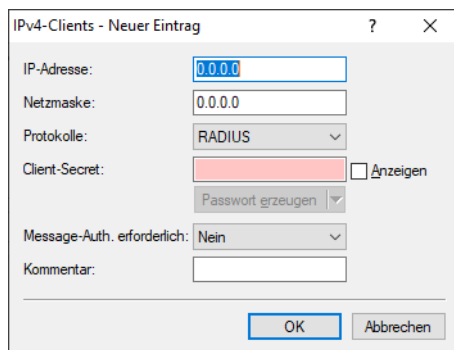 IPv4-Clients - Neuer Eintrag
IP-Adresse: 0.0.0.0
Netzmaske: 0.0.0.0
Protokolle: RADIUS
Client-Secret: Anzeigen
Passwort erzeugen
Message-Auth. erforderlich: Nein
Kommentar:
OK Abbrechen